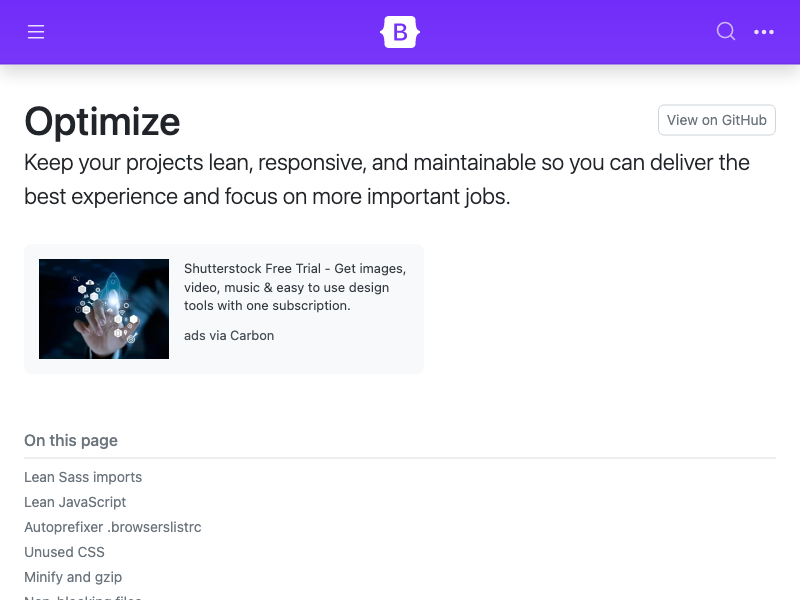 B
Optimize
View on GitHub
Keep your projects lean, responsive, and maintainable so you can deliver the
best experience and focus on more important jobs.
Shutterstock Free Trial - Get images,
video, music & easy to use design
tools with one subscription.
ads via Carbon
On this page
Lean Sass imports
Lean JavaScript
Autoprefixer .browserslistrc
Unused CSS
Minify and gzip
Non-blocking files